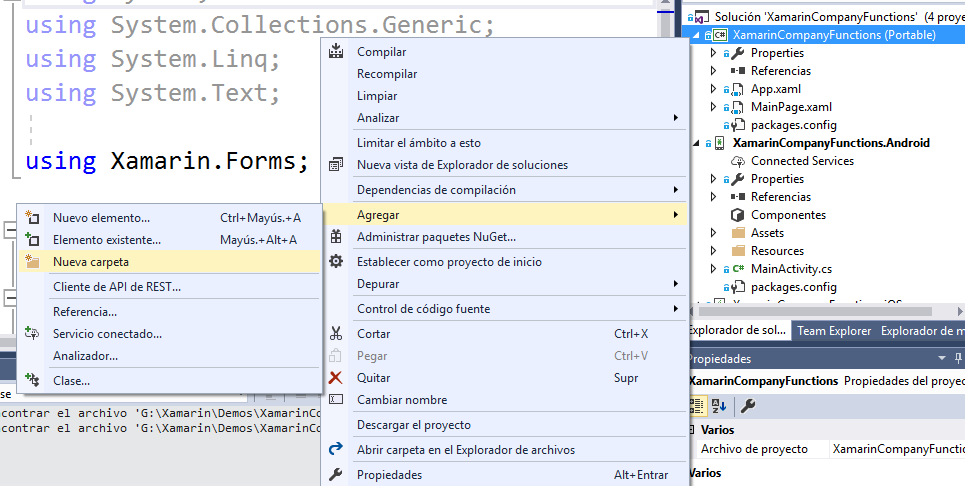 using System.Collections.Generic;
using System.Linq;
using System.Text;
using Xamarin.Forms;
Compilar
Recompilar
Limpiar
Analizar
Limitar el ámbito a esto
Nueva vista de Explorador de soluciones
Dependencias de compilación
Agregar
Administrar paquetes NuGet...
Establecer como proyecto de inicio
Depurar
Control de código fuente
Cortar Ctrl+X
Pegar Ctrl+V
Quitar Supr
Cambiar nombre
Descargar el proyecto
Abrir carpeta en el Explorador de archivos
Propiedades Alt+Entrar
Nuevo elemento... Ctrl+Mayús.+A
Elemento existente... Mayús.+Alt+A
Nueva carpeta
Cliente de API de REST...
Referencia...
Servicio conectado...
Analizador...
Clase...
se
contrar el archivo 'G:\Xamarin\Demos\XamarinCo
contrar el archivo 'G:\Xamarin\Demos\XamarinCo
Solución 'XamarinCompanyFunctions' (4 proye
C# XamarinCompanyFunctions (Portable)
Properties
Referencias
App.xaml
MainPage.xaml
packages.config
XamarinCompanyFunctions.Android
Connected Services
Properties
Referencias
Componentes
Assets
Resources
C# MainActivity.cs
packages.config
Explorador de sol... Team Explorer Explorador de m
Propiedades
XamarinCompanyFunctions Propiedades del proyec
Varios
Archivo de proyecto XamarinCompanyFunction
Varios